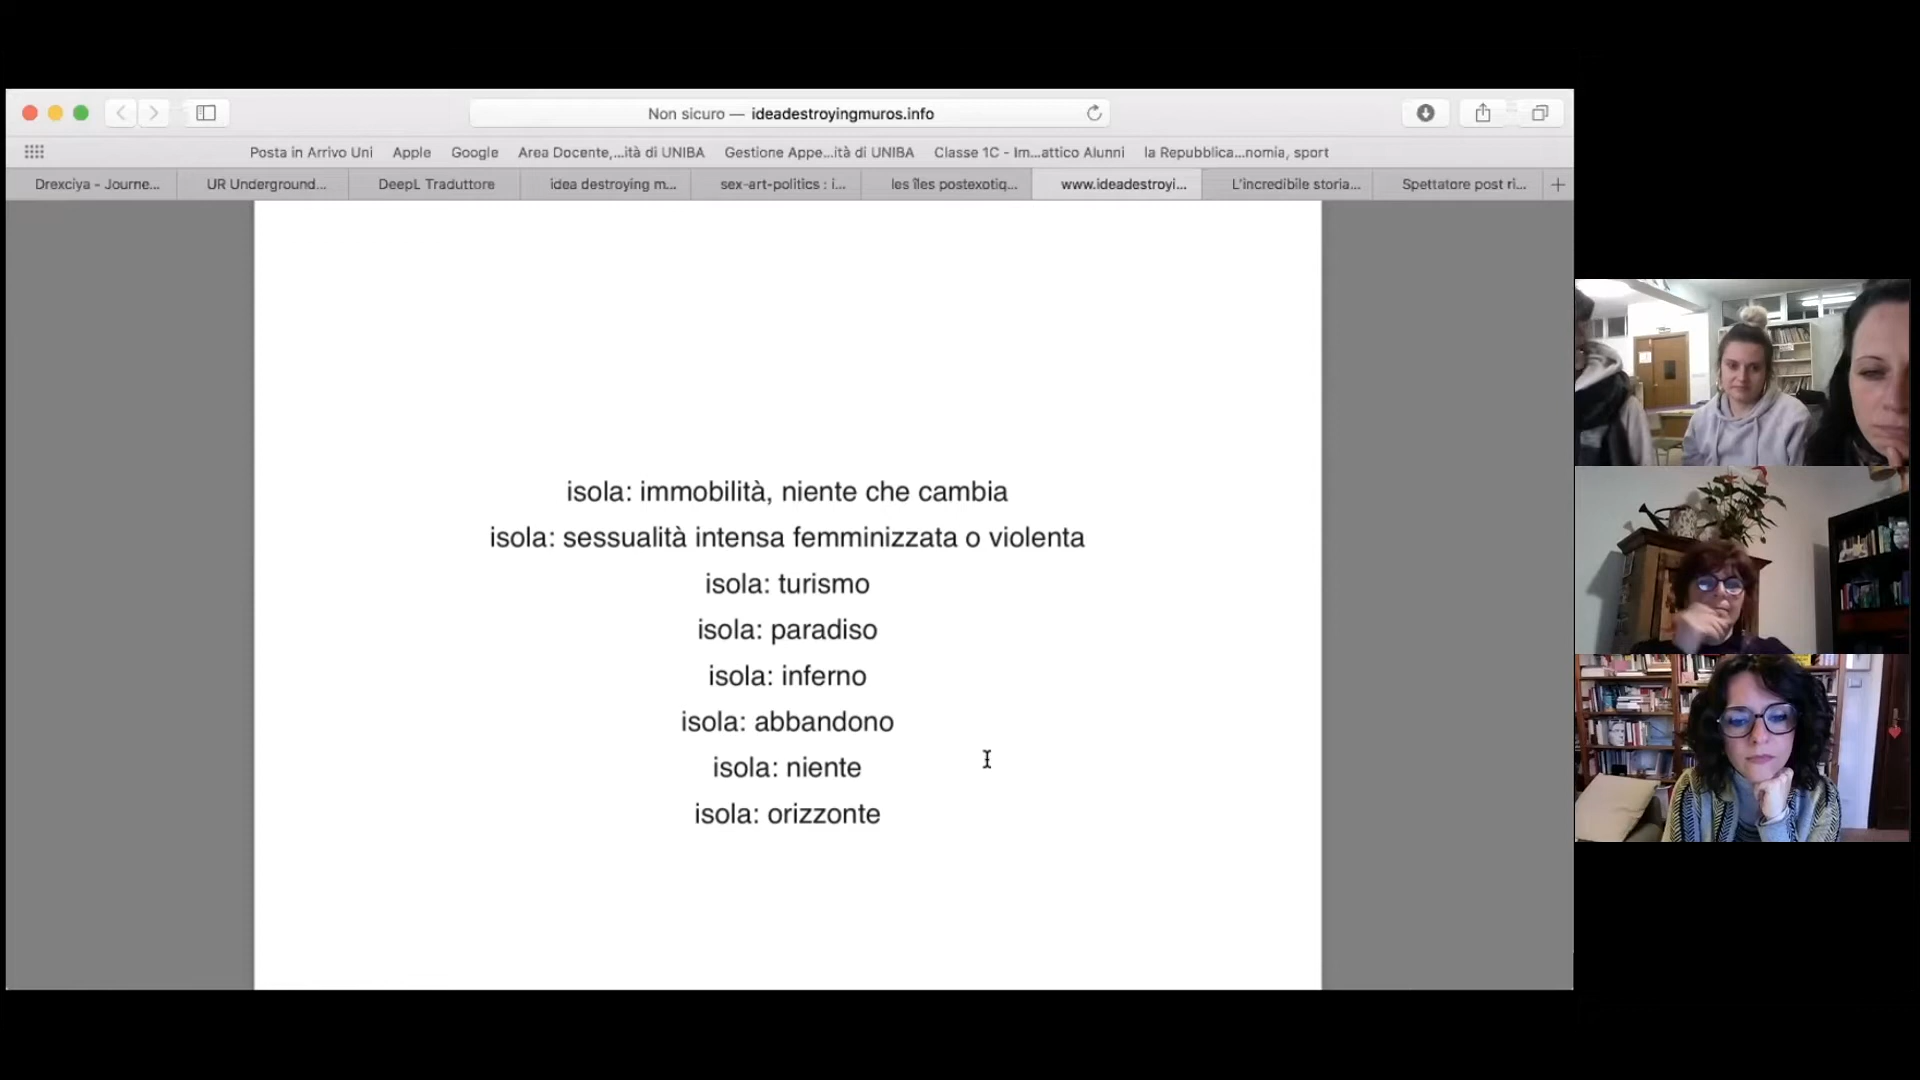 Non sicuro — ideadestroyingmuros.info
Posta in Arrivo Uni Apple Google Area Docente,...ità di UNIBA Gestione Appe...ità di UNIBA Classe 1C - Im...attico Alunni la Repubblica...nomia, sport
Drexciya - Journe... UR Underground... DeepL Traduttore idea destroying m... sex-art-politics : i... les îles postexotiq... www.ideadestroyi... L'incredibile storia... Spettatore post ri...
isola: immobilità, niente che cambia
isola: sessualità intensa femminizzata o violenta
isola: turismo
isola: paradiso
isola: inferno
isola: abbandono
isola: niente
isola: orizzonte